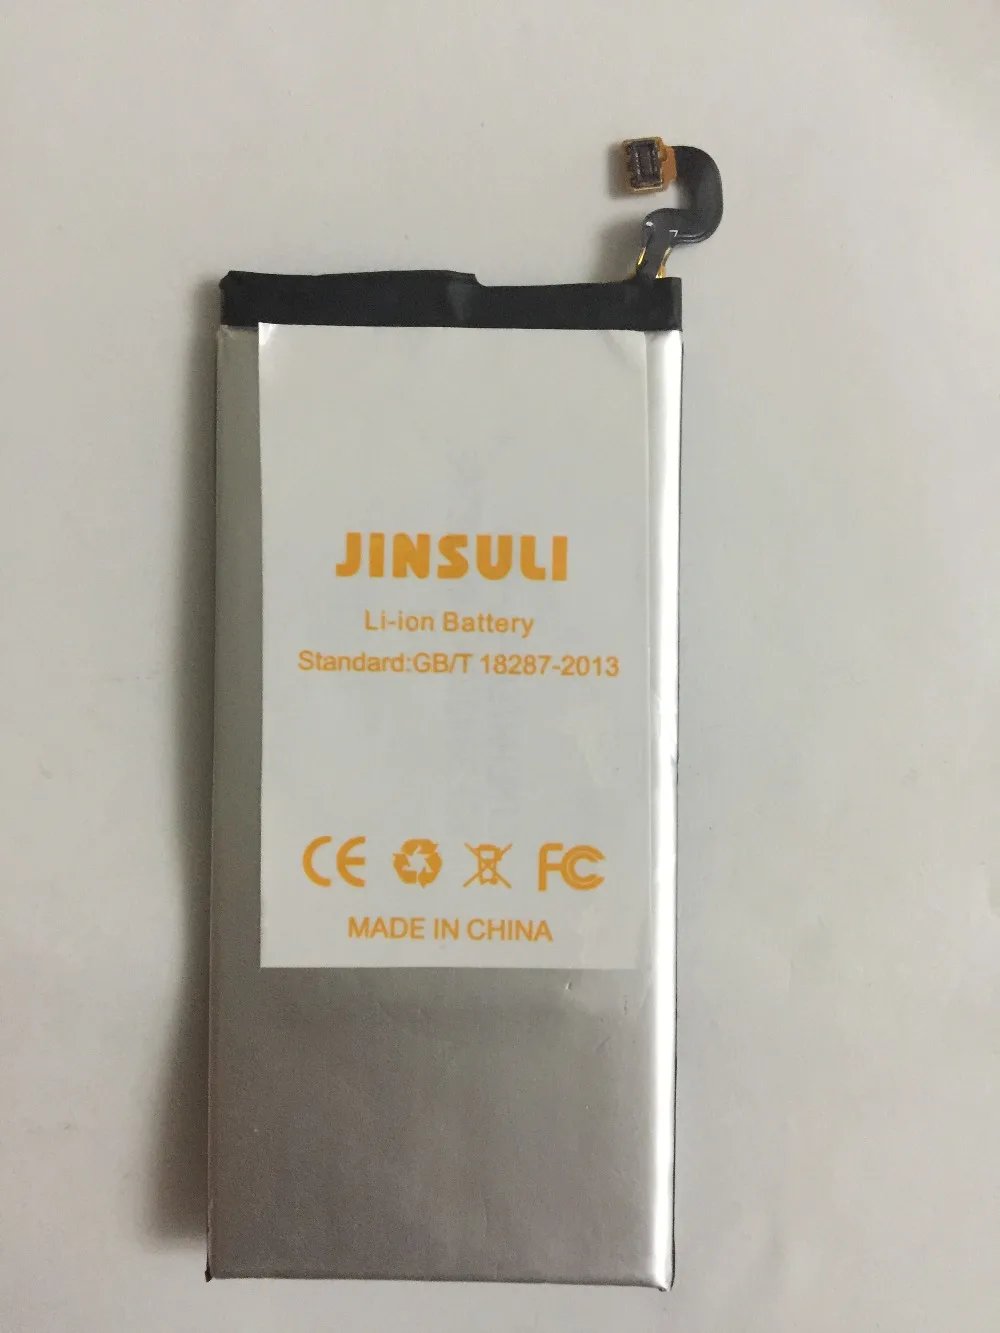 JINSULI
Li-ion Battery
Standard:GB/T 18287-2013
CE FC
MADE IN CHINA